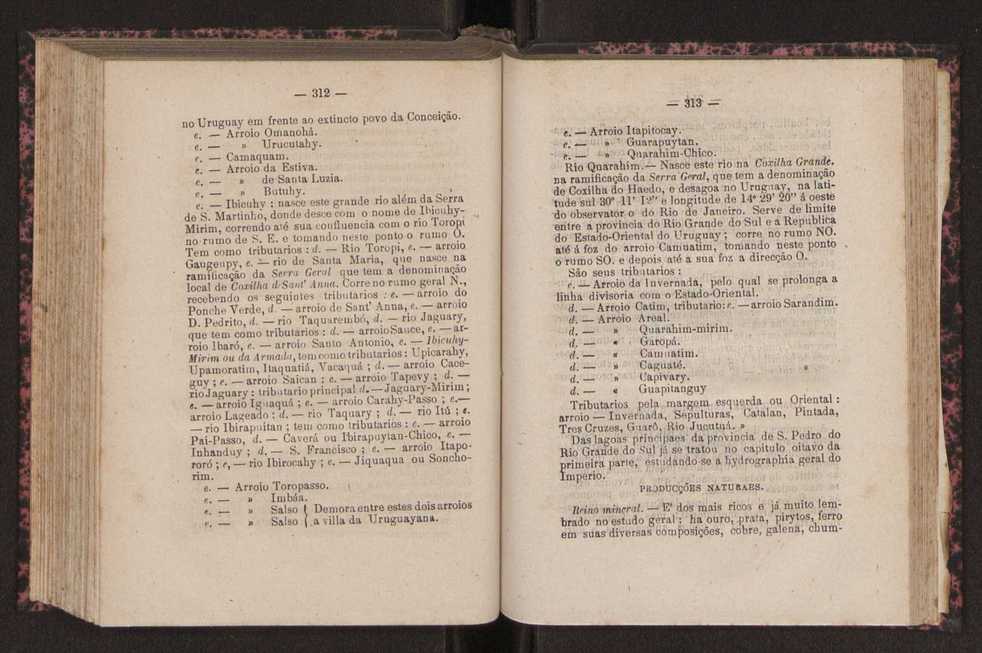 — 312 —
no Uruguay em frente ao extincto povo da Conceição.
e. — Arroio Omanohá.
e. — » Urucutahy.
e. — Camaquam.
e. — Arroio da Estiva.
e. — » de Santa Luzia.
e. — » Butuhy.
e. — Ibicuhy ; nasce este grande rio além da Serra
de S. Martinho, donde desce com o nome de Ibicuhy-
Mirim, correndo até sua confluencia com o rio Toropi
no rumo de S. E. e tomando neste ponto o rumo O.
Tem como tributarios : d. — Rio Toropi, e. — arroio
Gaugenpy, e. — rio de Santa Maria, que nasce na
ramificação da Serra Geral que tem a denominação
local de Coxilha de Sant' Anna. Corre no rumo geral N.,
recebendo os seguintes tributarios : e. — arroio do
Ponche Verde, d. — arroio de Sant' Anna, e. — arroio
D. Pedrito, d. — rio Taquarembó, d. — rio Jaguary,
que tem como tributarios : d. — arroio Sauce, e. — ar-
roio Ibaró, e. — arroio Santo Antonio, e. — Ibicuhy-
Mirim ou da Armada, tem como tributarios : Upicarahy,
Upamoratim, Itaquatiá, Vacaquá ; d. — arroio Cace-
guy ; e. — arroio Saican : e. — arroio Tapevy ; d. —
rio Jaguary : tributario principal d. — Jaguary-Mirim ;
e. — arroio Iguaquá ; e. — arroio Carahy-Passo ; e.—
arroio Lageado : d. — rio Taquary ; d. — rio Itú ; e.
— rio Ibirapuitan ; tem como tributarios : e. — arroio
Pai-Passo, d. — Caverá ou Ibirapuytan-Chico, e. —
Inhanduy ; d. — S. Francisco ; e. — arroio Itapo-
roró ; e, — rio Ibirocahy ; e. — Jiquaqua ou Soncho-
rim.
e. — Arroio Toropasso.
e. — » Imbáa.
e. — » Salso { Demora entre estes dois arroios
e. — » Salso { a villa da Uruguayana.
— 313 —
e. — Arroio Itapitocay.
e. — » Guarapuytan.
e. — » Quarahim-Chico.
Rio Quarahim.— Nasce este rio na Coxilha Grande.
na ramificação da Serra Geral, que tem a denominação
de Coxilha do Haedo, e desagoa no Uruguay, na lati-
tude sul 30º 11' 12'' e longitude de 14º 29' 20'' á oeste
do observatorio do Rio de Janeiro. Serve de limite
entre a provincia do Rio Grande do Sul e a Republica
do Estado-Oriental do Uruguay ; corre no rumo NO.
até á foz do arroio Camuatim, tomando neste ponto
o rumo SO. e depois até a sua foz a direcção O.
São seus tributarios :
e. — Arroio da Invernada, pelo qual se prolonga a
linha divisoria com o Estado-Oriental.
d. — Arroio Catim, tributario: e. — arroio Sarandim.
d. — Arroio Areal.
d. — » Quarahim-mirim.
d. — « Garopá.
d. — « Camuatim.
d. — « Caguaté.
d. — » Capivary.
d. — « Guapitanguy
Tributarios pela margem esquerda ou Oriental :
arroio — Invernada, Sepulturas, Catalan, Pintada,
Tres Cruzes, Guarô, Rio Jucutuá. »
Das lagoas principaes da provincia de S. Pedro do
Rio Grande do Sul já se tratou no capitulo oitavo da
primeira parte, estudando-se a hydrographia geral do
Imperio.
PRODUCÇÕES NATURAES.
Reino mineral. — E' dos mais ricos e já muito lem-
brado no estudo geral : ha ouro, prata, pirytos, ferro
em suas diversas composições, cobre, galena, chum-